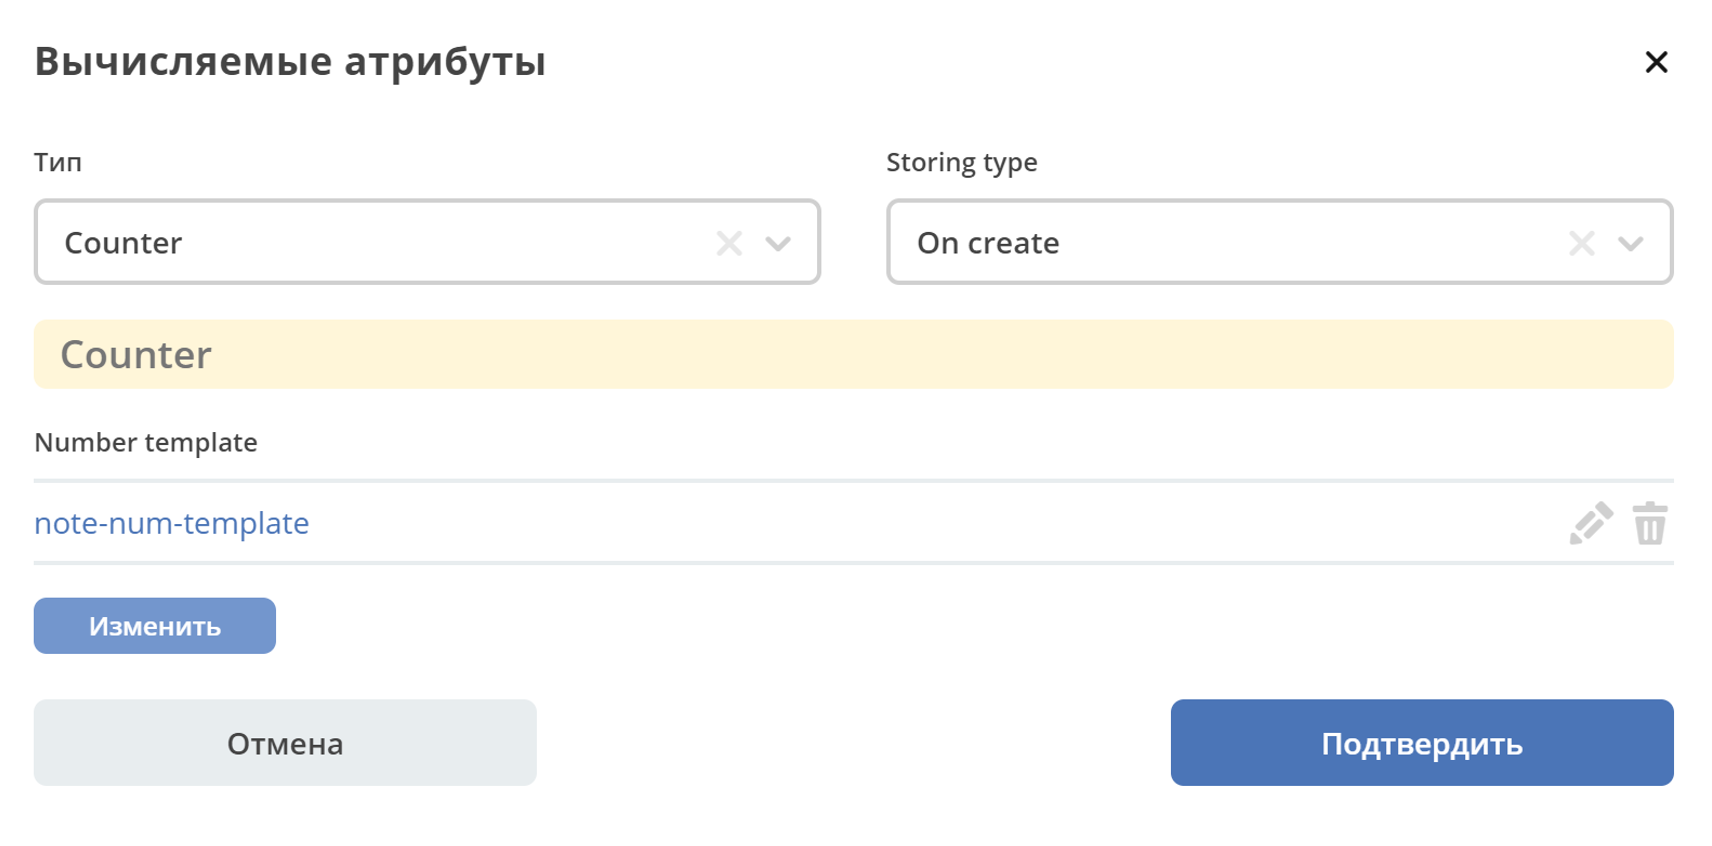 Вычисляемые атрибуты
Тип
Storing type
Counter
On create
Counter
Number template
note-num-template
Изменить
Отмена
Подтвердить